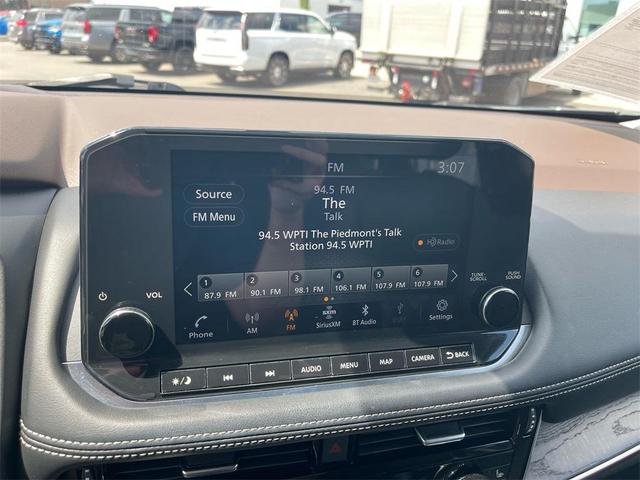 FM
3:07
94.5 FM
Source
The
Talk
FM Menu
94.5 WPTI The Piedmont's Talk
Station 94.5 WPTI
HD Radio
1 2 3 4 5 6
87.9 FM 90.1 FM 98.1 FM 106.1 FM 107.9 FM 107.9 FM
VOL
TUNE·SCROLL
PUSH SOUND
Phone
AM
FM
SXM
SiriusXM
BT Audio
USB
Settings
AUDIO
MENU
MAP
CAMERA
BACK